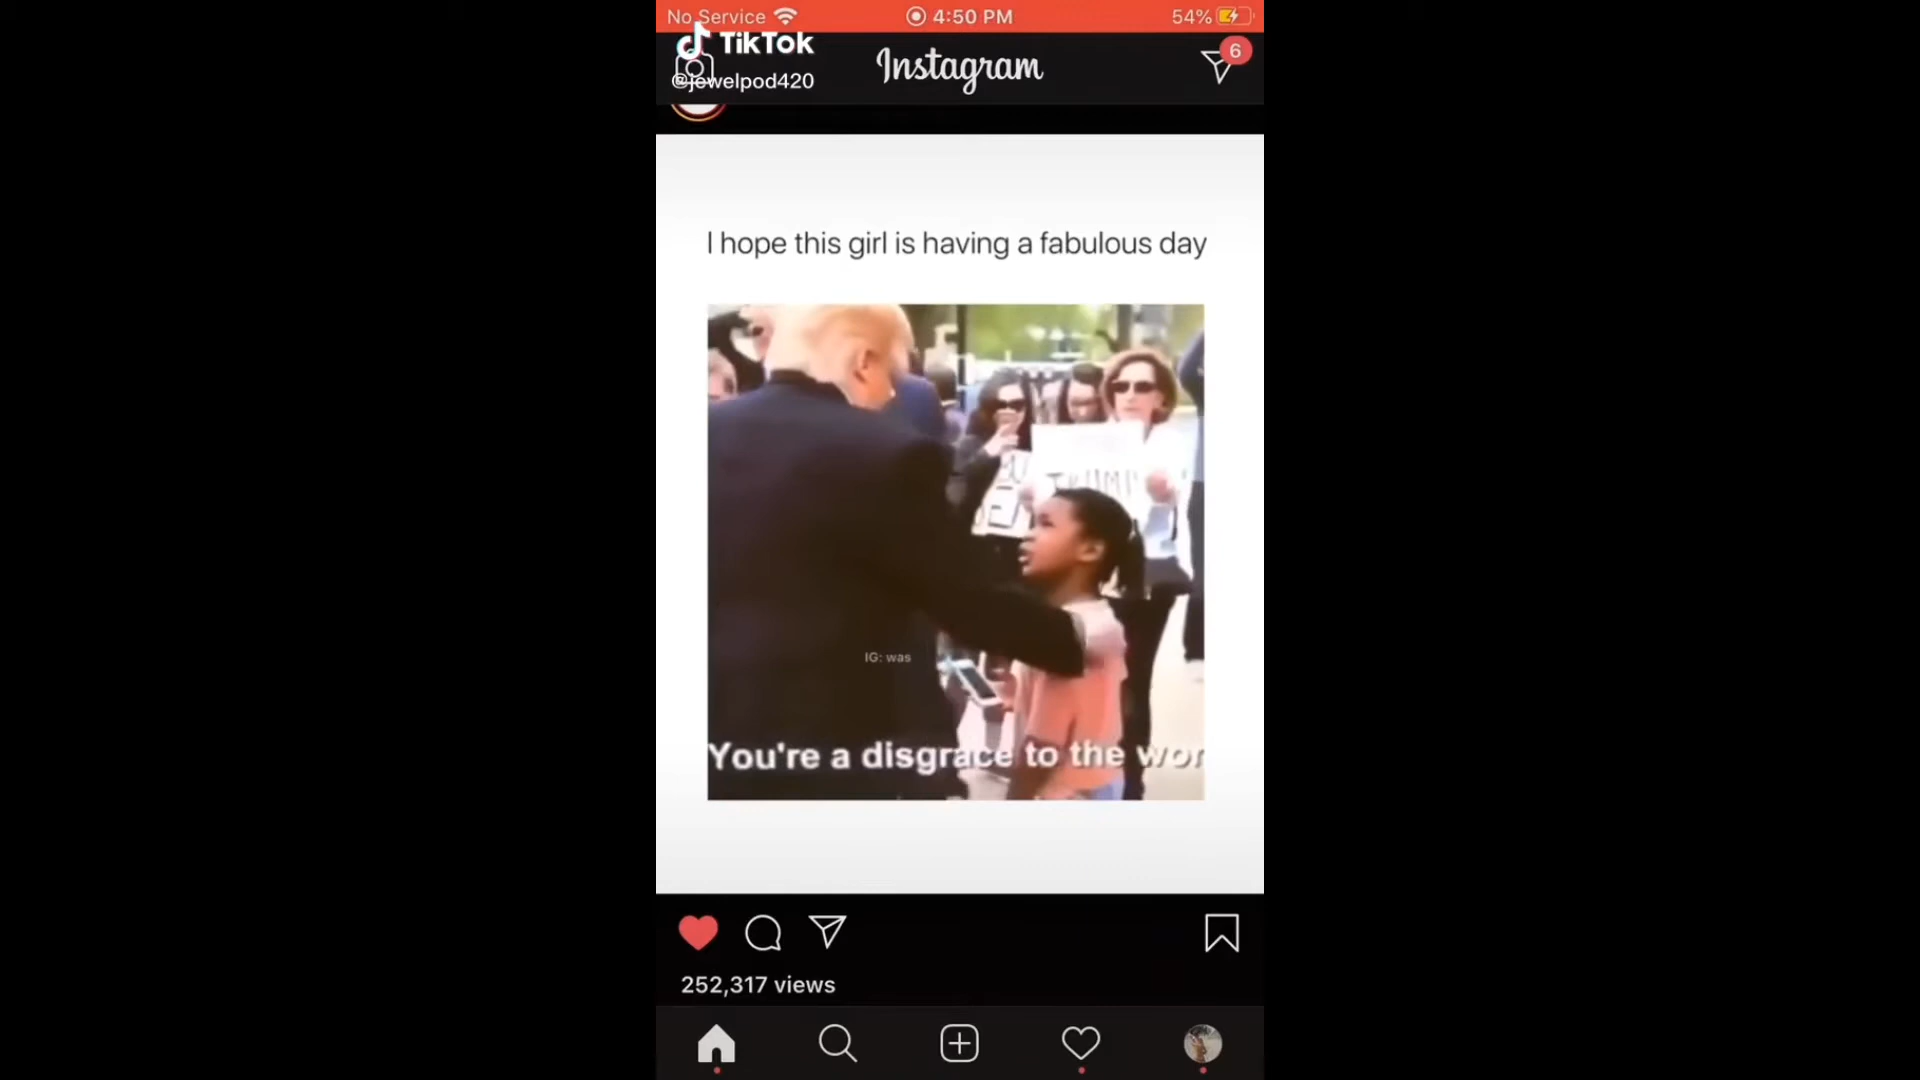 No Service
4:50 PM
54%
TikTok
@jewelpod420
Instagram
6
I hope this girl is having a fabulous day
TRUMP
IG: was
You're a disgrace to the wor
252,317 views